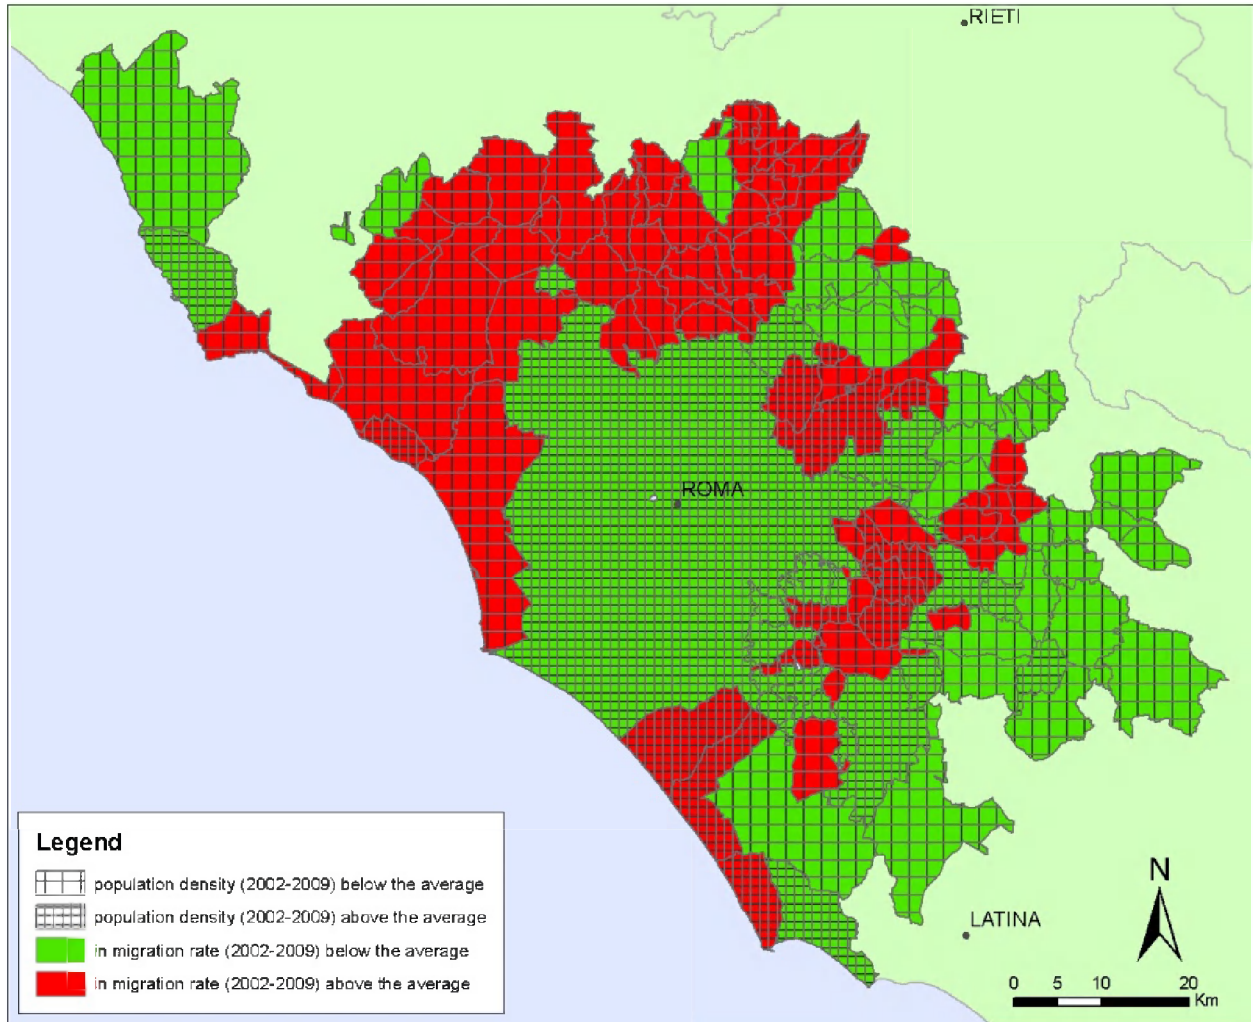 RIETI
ROMA
Legend
population density (2002-2009) below the average
population density (2002-2009) above the average
in migration rate (2002-2009) below the average
in migration rate (2002-2009) above the average
LATINA
N
0 5 10 20
Km